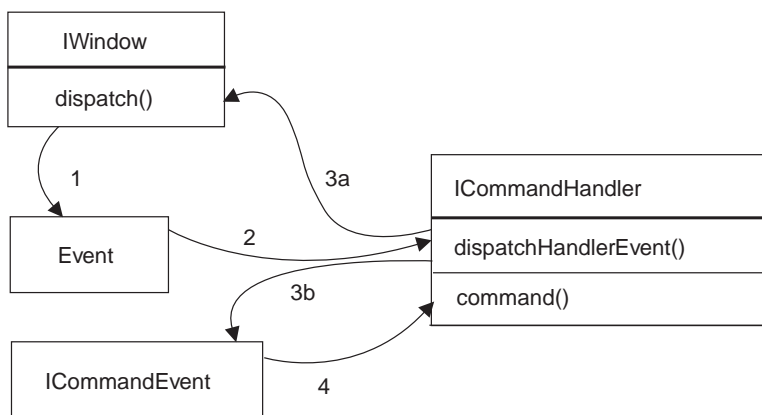 IWindow
dispatch()
1
3a
ICommandHandler
Event
2
dispatchHandlerEvent()
3b
command()
ICommandEvent
4